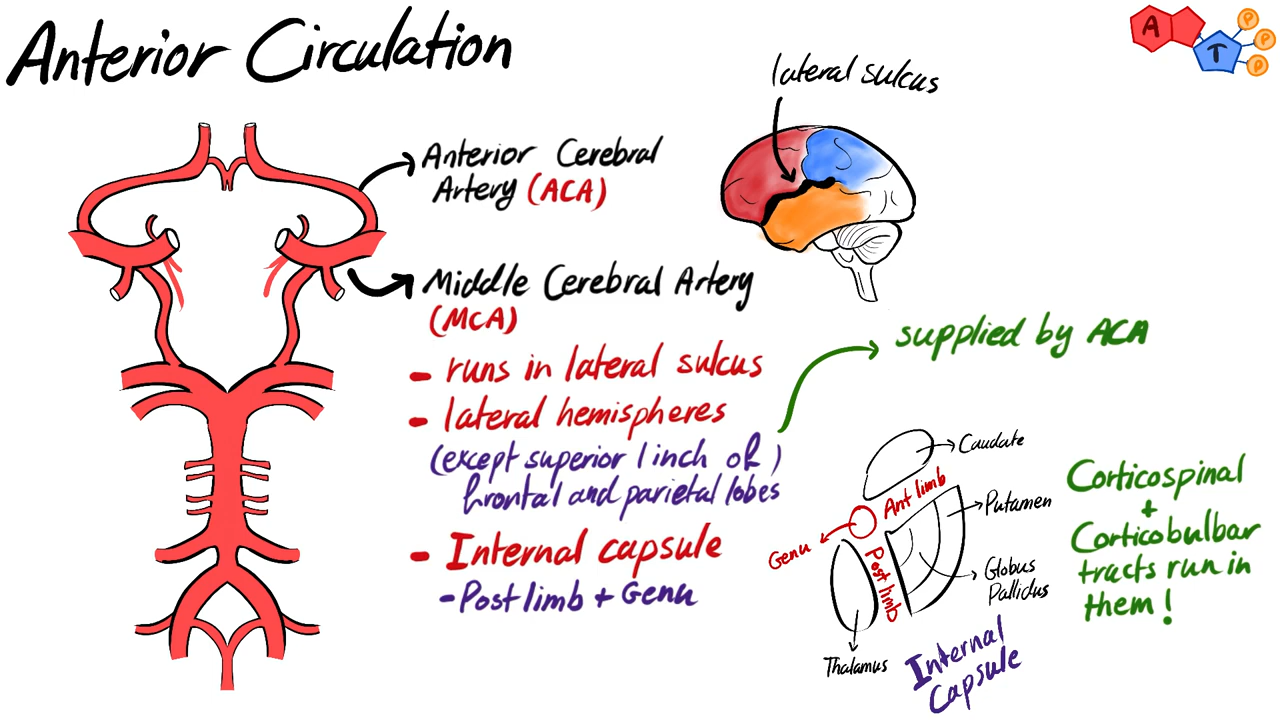 Anterior Circulation
A
T
P
P
P
lateral sulcus
Anterior Cerebral
Artery (ACA)
Middle Cerebral Artery
(MCA)
- runs in lateral sulcus
- lateral hemispheres
(except superior 1 inch of)
frontal and parietal lobes
- Internal capsule
- Post limb + Genu
supplied by ACA
Caudate
Ant limb
Putamen
Genu
Post limb
Globus
Pallidus
Thalamus
Internal
Capsule
Corticospinal
+
Corticobulbar
tracts run in
them!